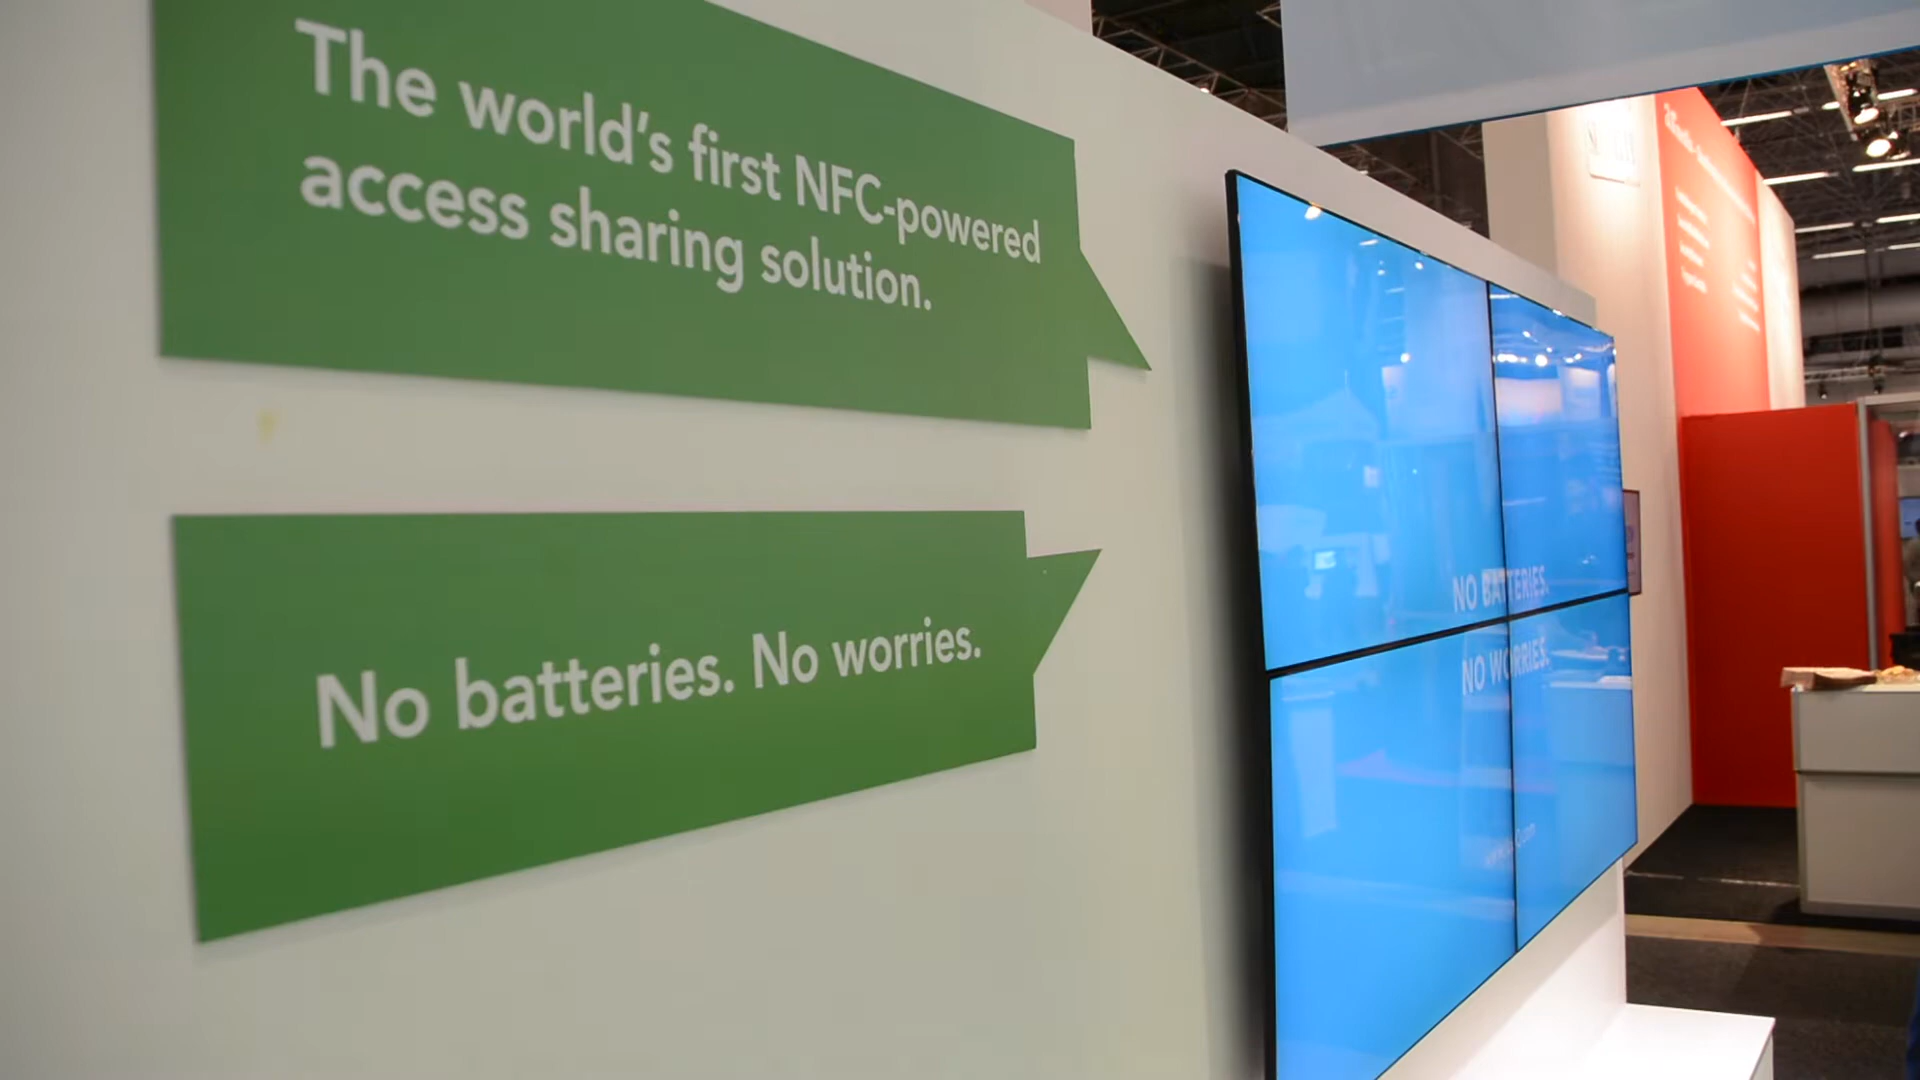 The world's first NFC-powered
access sharing solution.
No batteries. No worries.
NO BATTERIES.
NO WORRIES.